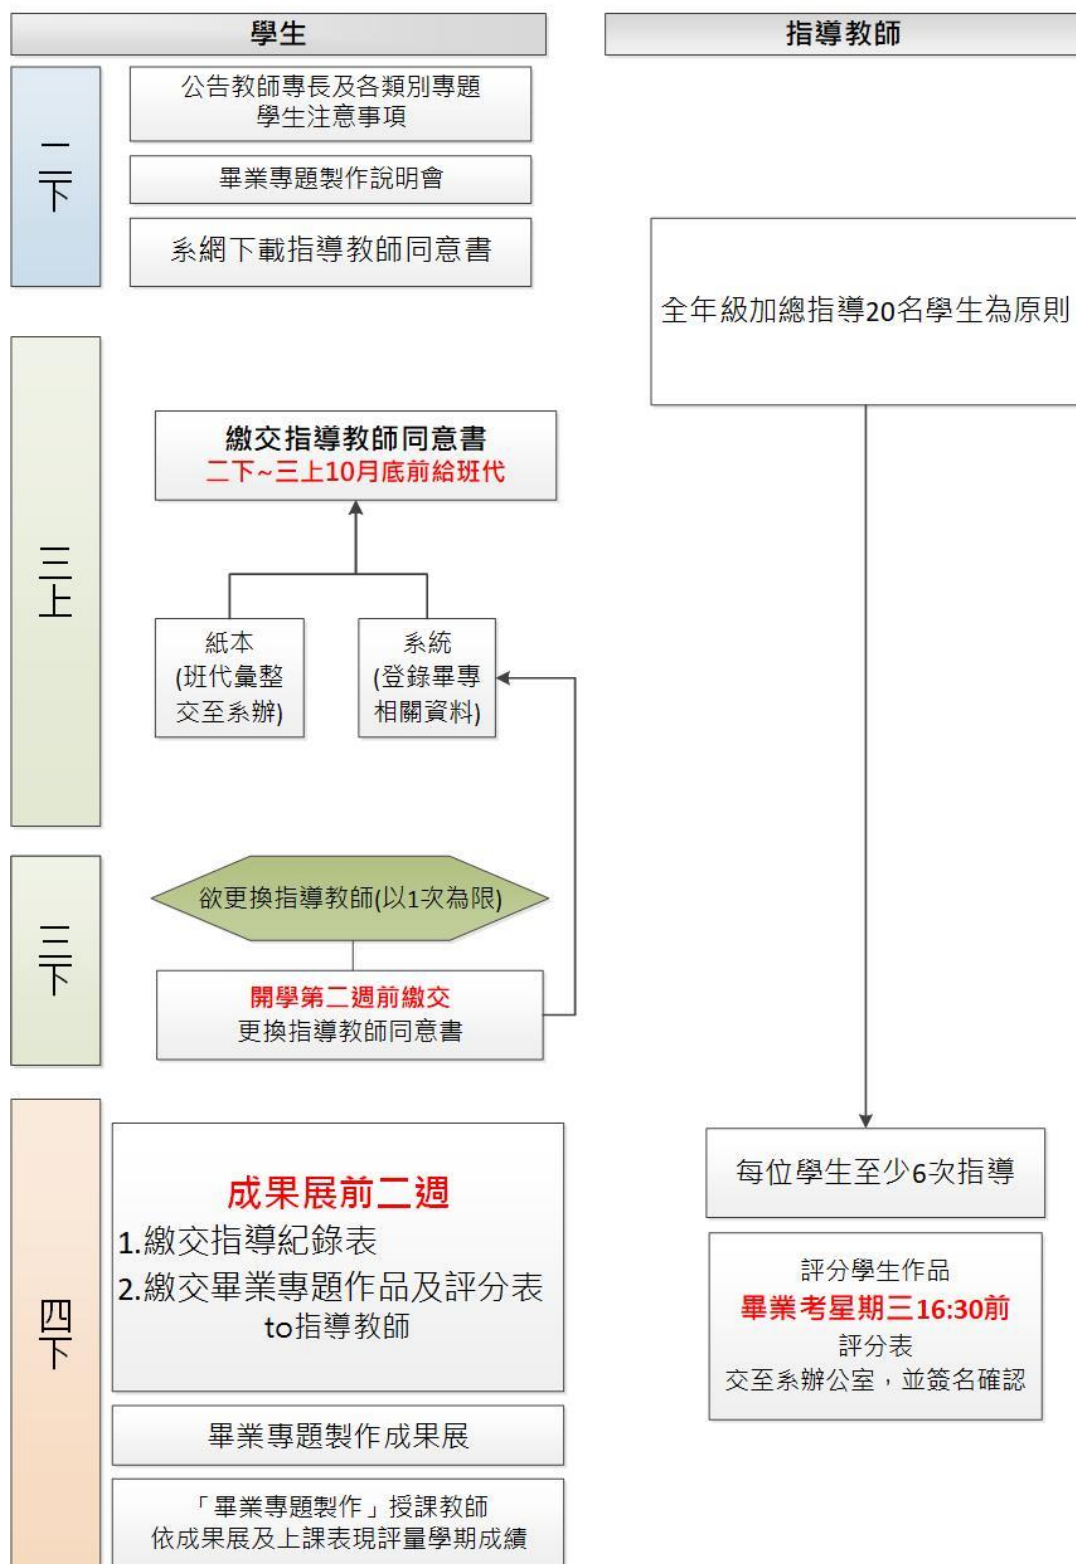 學生
指導教師
二下
公告教師專長及各類別專題
學生注意事項
畢業專題製作說明會
系網下載指導教師同意書
全年級加總指導20名學生為原則
三上
繳交指導教師同意書
二下~三上10月底前給班代
紙本
(班代彙整
交至系辦)
系統
(登錄畢專
相關資料)
三下
欲更換指導教師(以1次為限)
開學第二週前繳交
更換指導教師同意書
四下
成果展前二週
1.繳交指導紀錄表
2.繳交畢業專題作品及評分表
to指導教師
畢業專題製作成果展
「畢業專題製作」授課教師
依成果展及上課表現評量學期成績
每位學生至少6次指導
評分學生作品
畢業考星期三16:30前
評分表
交至系辦公室，並簽名確認